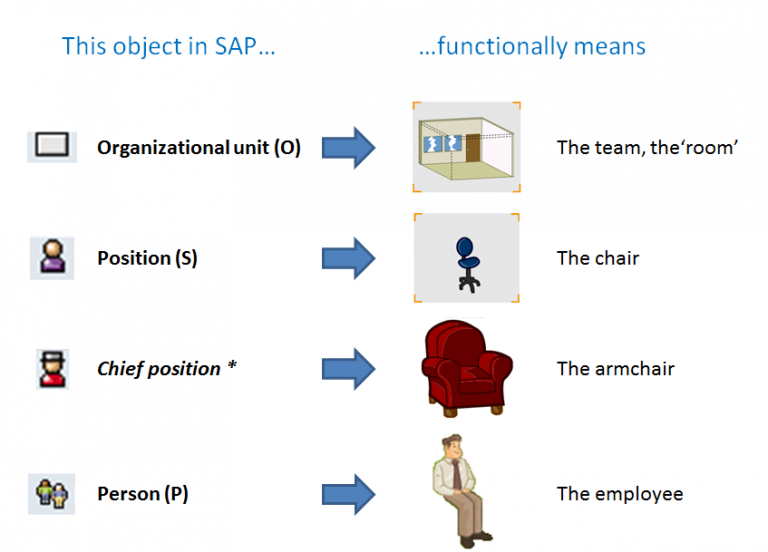 This object in SAP…
…functionally means
Organizational unit (O)
The team, the‘room’
Position (S)
The chair
Chief position *
The armchair
Person (P)
The employee